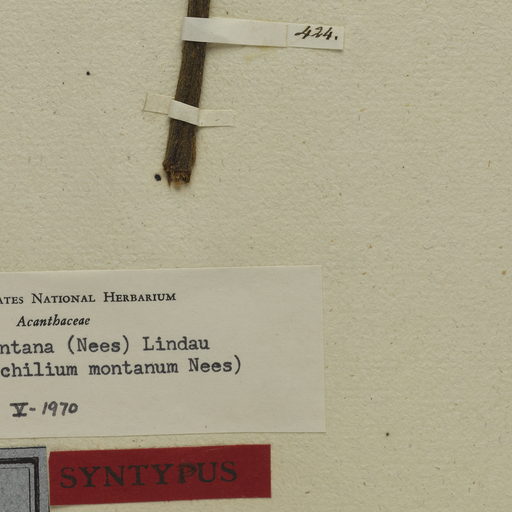 424.
ATES NATIONAL HERBARIUM
Acanthaceae
ntana (Nees) Lindau
chilium montanum Nees)
V-1970
SYNTYPUS